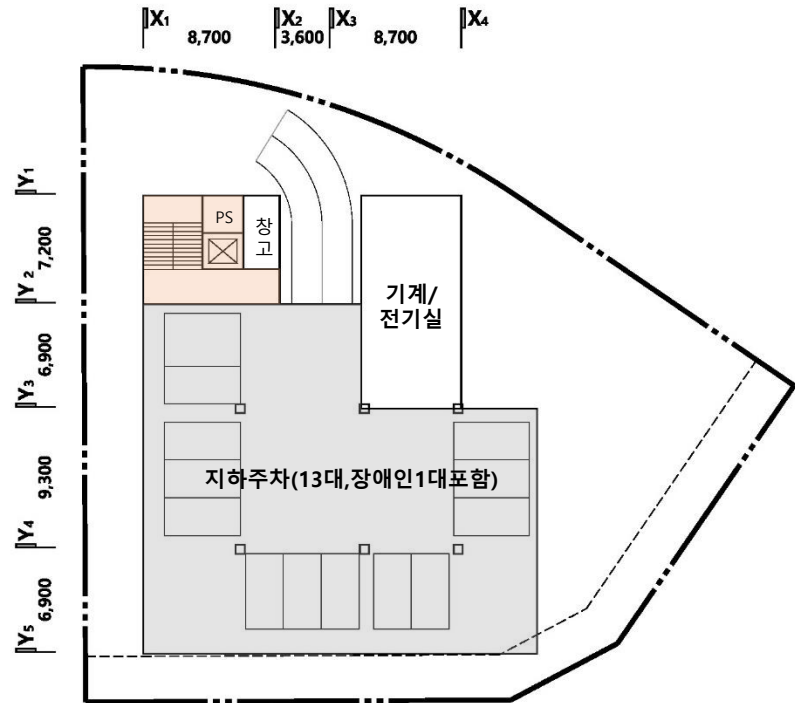 X1 X2 X3 X4
8,700 3,600 8,700
Y1
7,200
Y2
6,900
Y3
9,300
Y4
6,900
Y5
PS
창고
기계/
전기실
지하주차(13대,장애인1대포함)